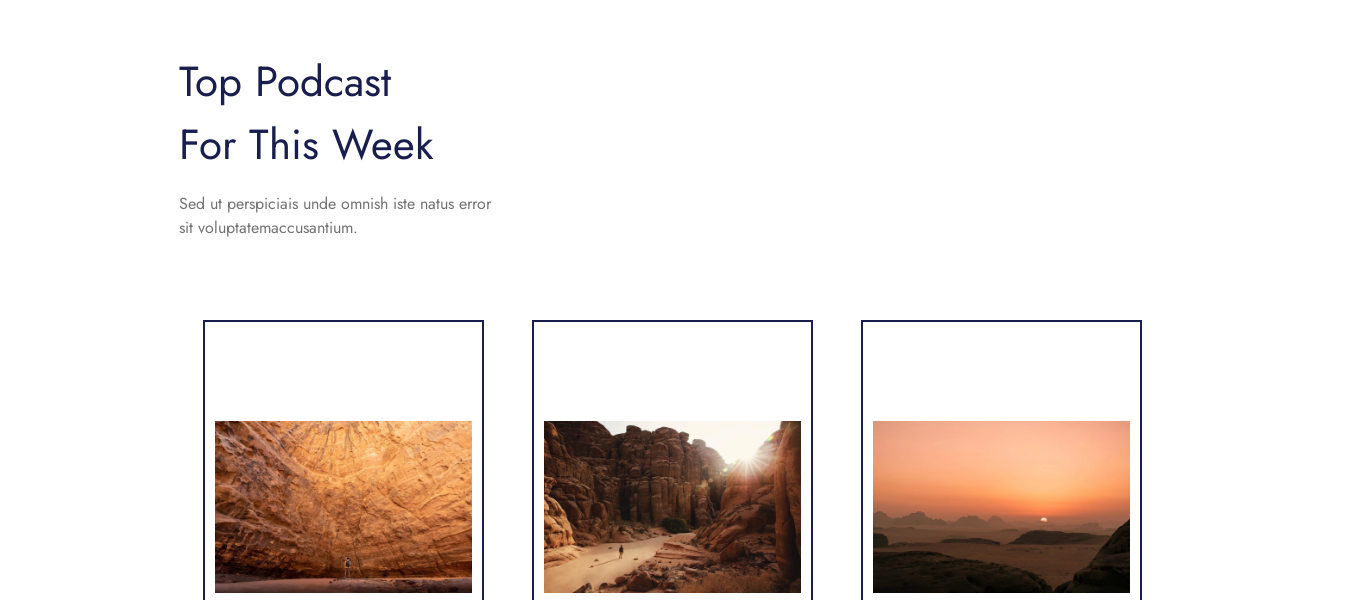 Top Podcast
For This Week
Sed ut perspiciais unde omnish iste natus error
sit voluptatemaccusantium.